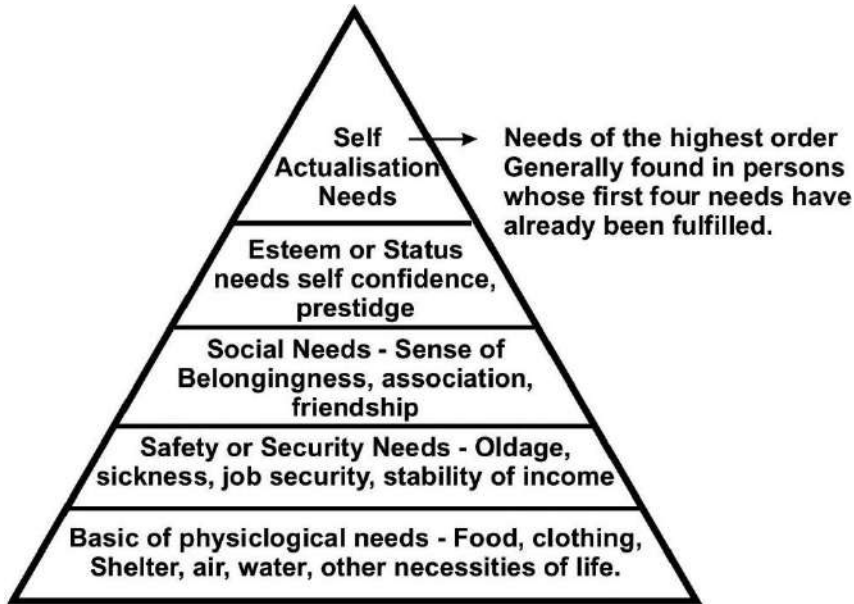 Self
Actualisation
Needs
Needs of the highest order
Generally found in persons
whose first four needs have
already been fulfilled.
Esteem or Status
needs self confidence,
prestidge
Social Needs - Sense of
Belongingness, association,
friendship
Safety or Security Needs - Oldage,
sickness, job security, stability of income
Basic of physiclogical needs - Food, clothing,
Shelter, air, water, other necessities of life.